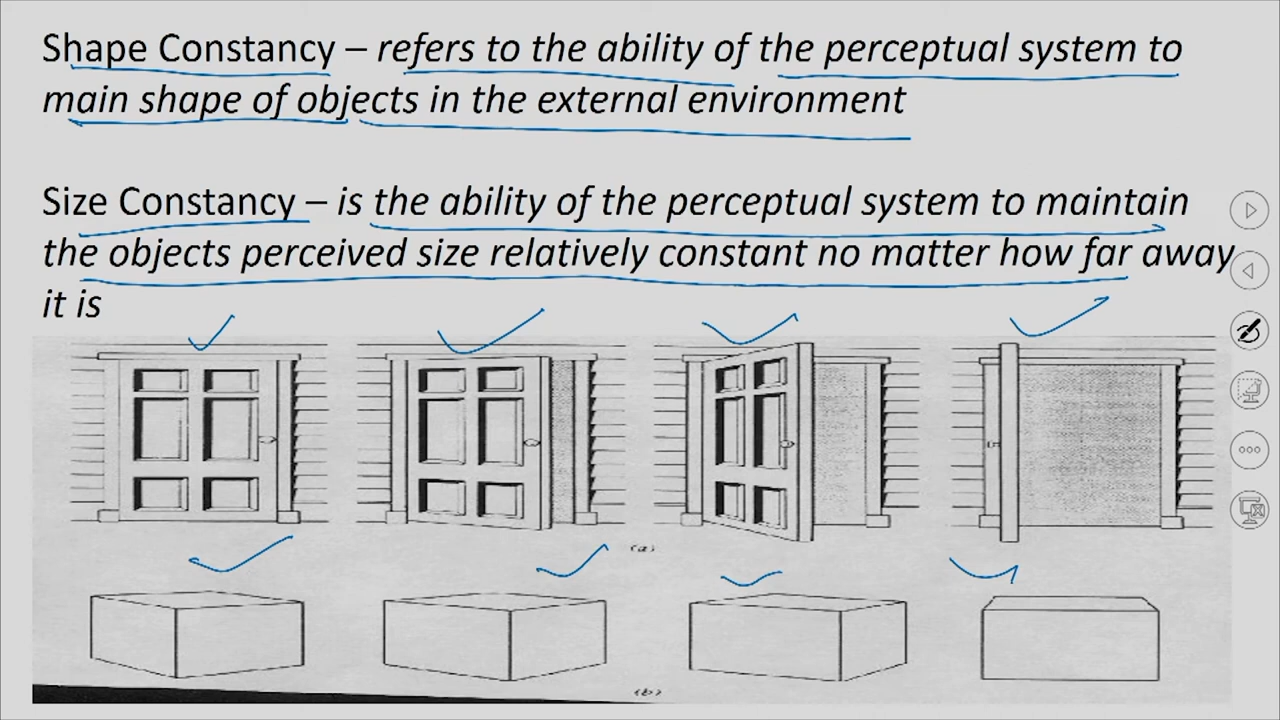 Shape Constancy – refers to the ability of the perceptual system to
main shape of objects in the external environment
Size Constancy – is the ability of the perceptual system to maintain
the objects perceived size relatively constant no matter how far away
it is
(a)
(b)